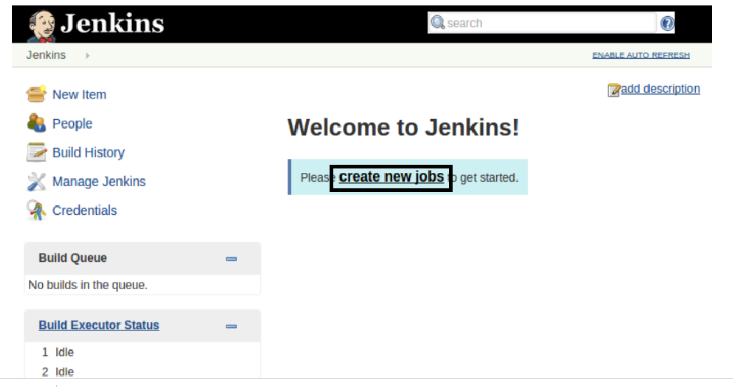 Jenkins
search
Jenkins
ENABLE AUTO REFRESH
add description
New Item
People
Build History
Manage Jenkins
Credentials
Welcome to Jenkins!
Please create new jobs to get started.
Build Queue
No builds in the queue.
Build Executor Status
1 Idle
2 Idle